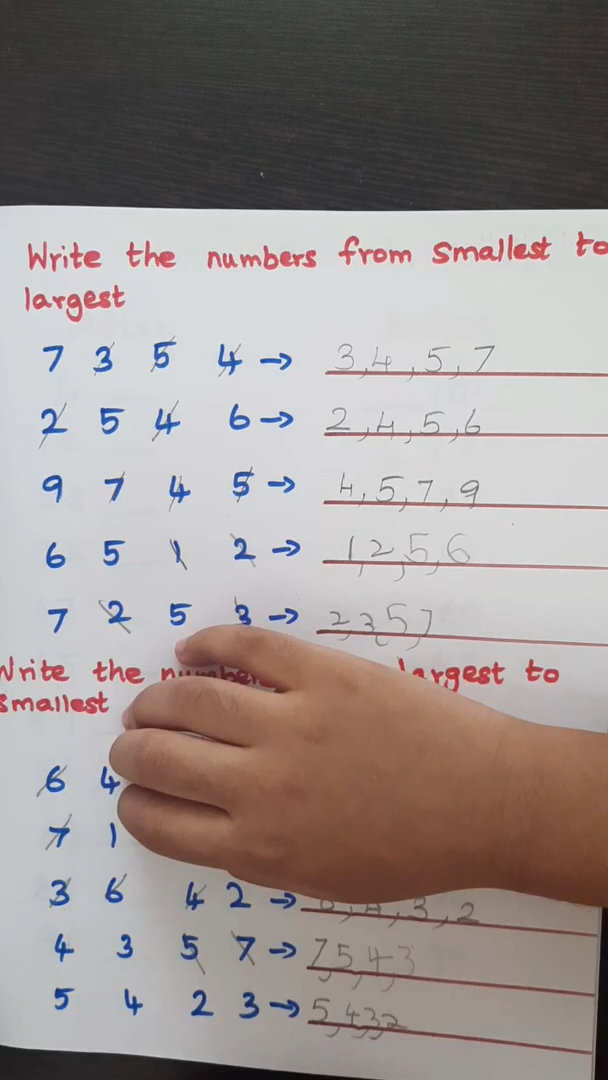 Write the numbers from smallest to
largest
7 3 5 4 → 3, 4, 5, 7
2 5 4 6 → 2, 4, 5, 6
9 7 4 5 → 4, 5, 7, 9
6 5 1 2 → 1, 2, 5, 6
7 2 5 3 → 2, 3, 5, 7
Write the largest to
smallest
6 4
7 1
3 6 4 2 → 6, 4, 3, 2
4 3 5 7 → 7, 5, 4, 3
5 4 2 3 → 5, 4, 3, 2